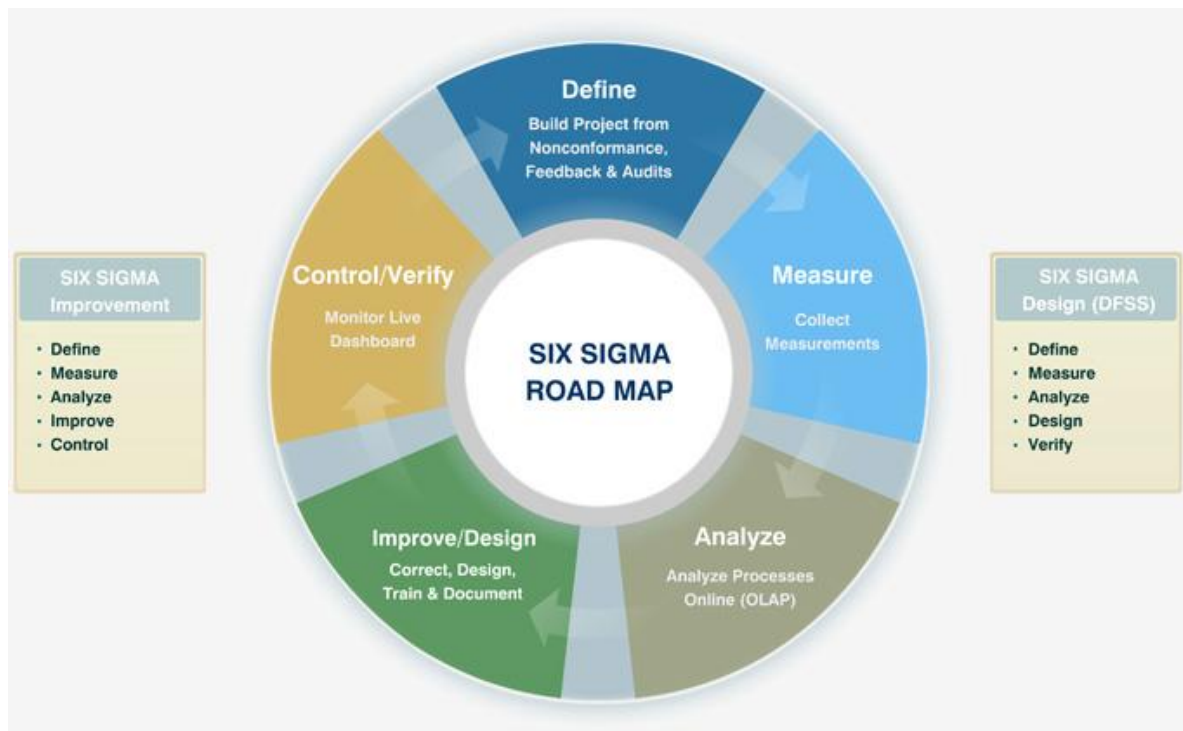 Define
Build Project from
Nonconformance,
Feedback & Audits
Control/Verify
Monitor Live
Dashboard
Measure
Collect
Measurements
SIX SIGMA
Improvement
• Define
• Measure
• Analyze
• Improve
• Control
SIX SIGMA
ROAD MAP
SIX SIGMA
Design (DFSS)
• Define
• Measure
• Analyze
• Design
• Verify
Improve/Design
Correct, Design,
Train & Document
Analyze
Analyze Processes
Online (OLAP)